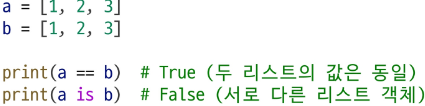 a = [1, 2, 3]
b = [1, 2, 3]
print(a == b)  # True (두 리스트의 값은 동일)
print(a is b)  # False (서로 다른 리스트 객체)